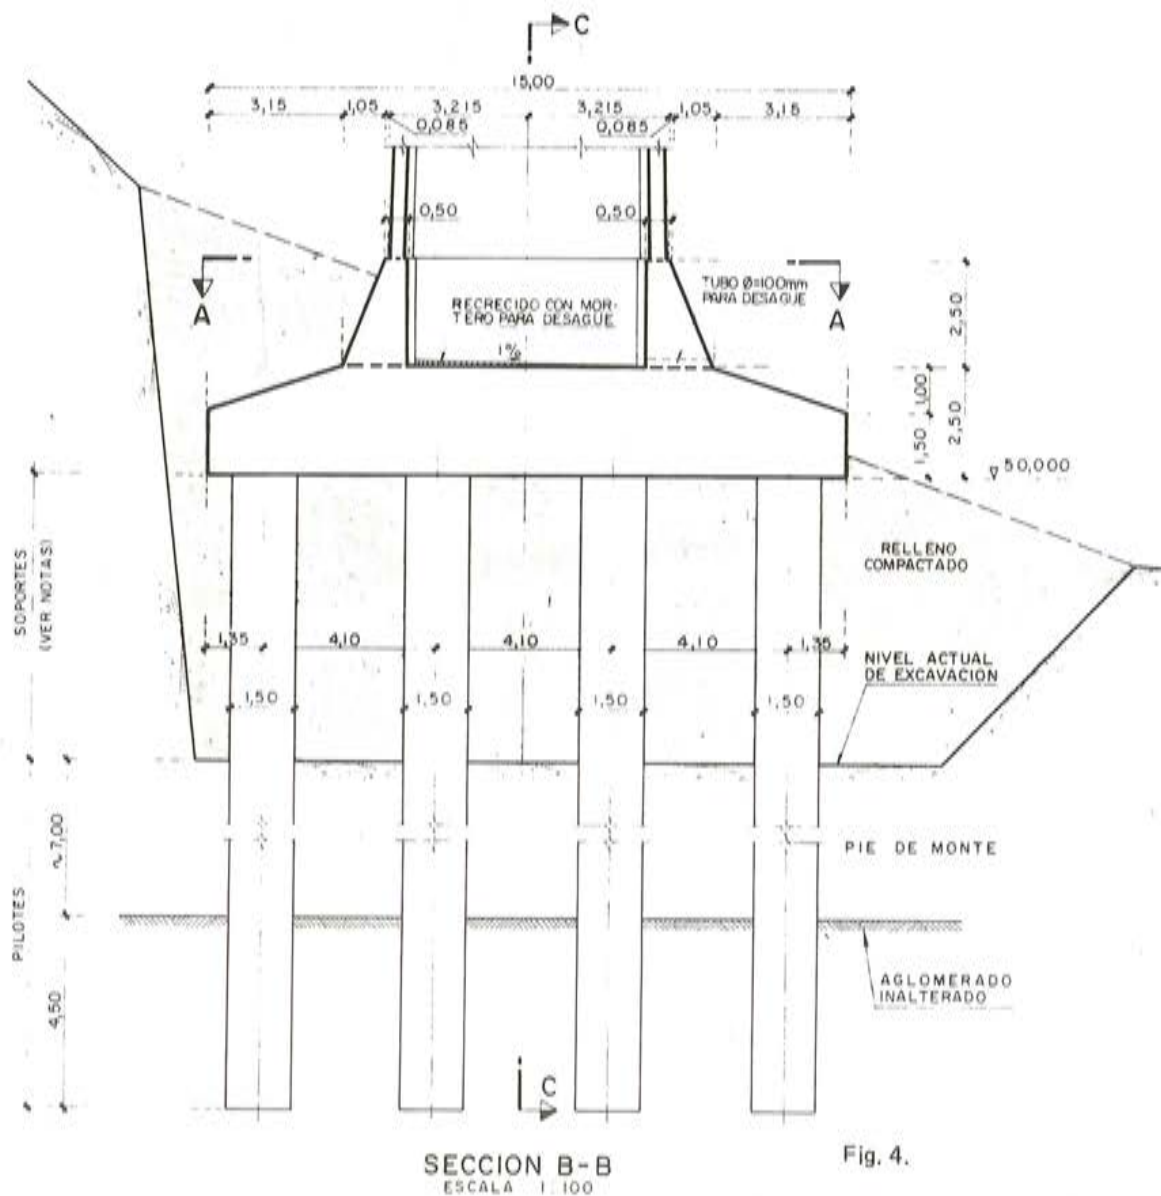 C
15,00
3,15 1,05 3,215 3,215 1,05 3,15
0,085 0,085
0,50 0,50
A
RECRECIDO CON MOR-
TERO PARA DESAGUE
1%
TUBO Ø=100mm
PARA DESAGUE
A
2,50
1,00
1,50
2,50
50,000
SOPORTES
(VER NOTAS)
RELLENO
COMPACTADO
1,35 4,10 4,10 4,10 1,35
NIVEL ACTUAL
DE EXCAVACION
1,50 1,50 1,50 1,50
PILOTES
~7,00
PIE DE MONTE
4,50
AGLOMERADO
INALTERADO
C
SECCION B-B
ESCALA 1:100
Fig. 4.